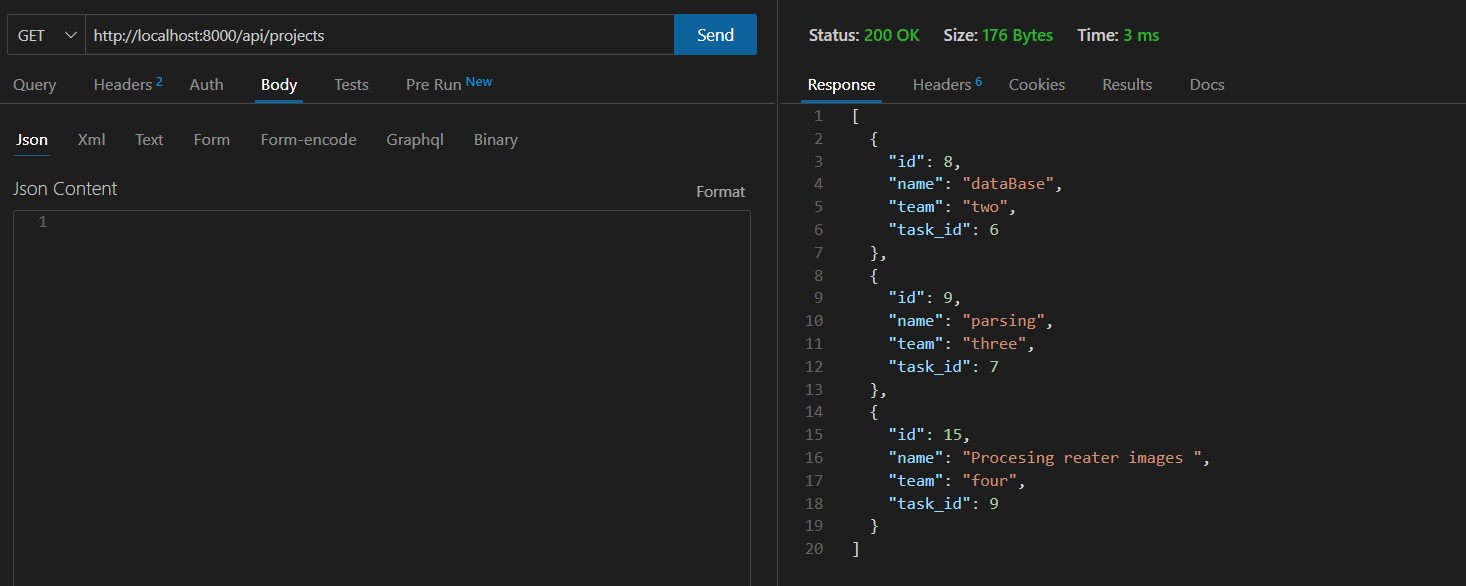 GET http://localhost:8000/api/projects Send
Query Headers 2 Auth Body Tests Pre Run New
Json Xml Text Form Form-encode Graphql Binary
Json Content Format
1
Status: 200 OK Size: 176 Bytes Time: 3 ms
Response Headers 6 Cookies Results Docs
1 [
2 {
3 "id": 8,
4 "name": "dataBase",
5 "team": "two",
6 "task_id": 6
7 },
8 {
9 "id": 9,
10 "name": "parsing",
11 "team": "three",
12 "task_id": 7
13 },
14 {
15 "id": 15,
16 "name": "Procesing reater images ",
17 "team": "four",
18 "task_id": 9
19 }
20 ]